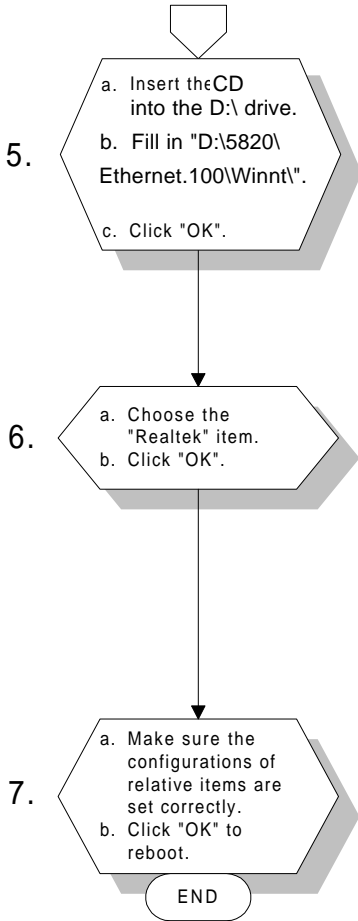 5.
a. Insert the CD
into the D:\ drive.
b. Fill in "D:\5820\
Ethernet.100\Winnt\".
c. Click "OK".
6.
a. Choose the
"Realtek" item.
b. Click "OK".
7.
a. Make sure the
configurations of
relative items are
set correctly.
b. Click "OK" to
reboot.
END